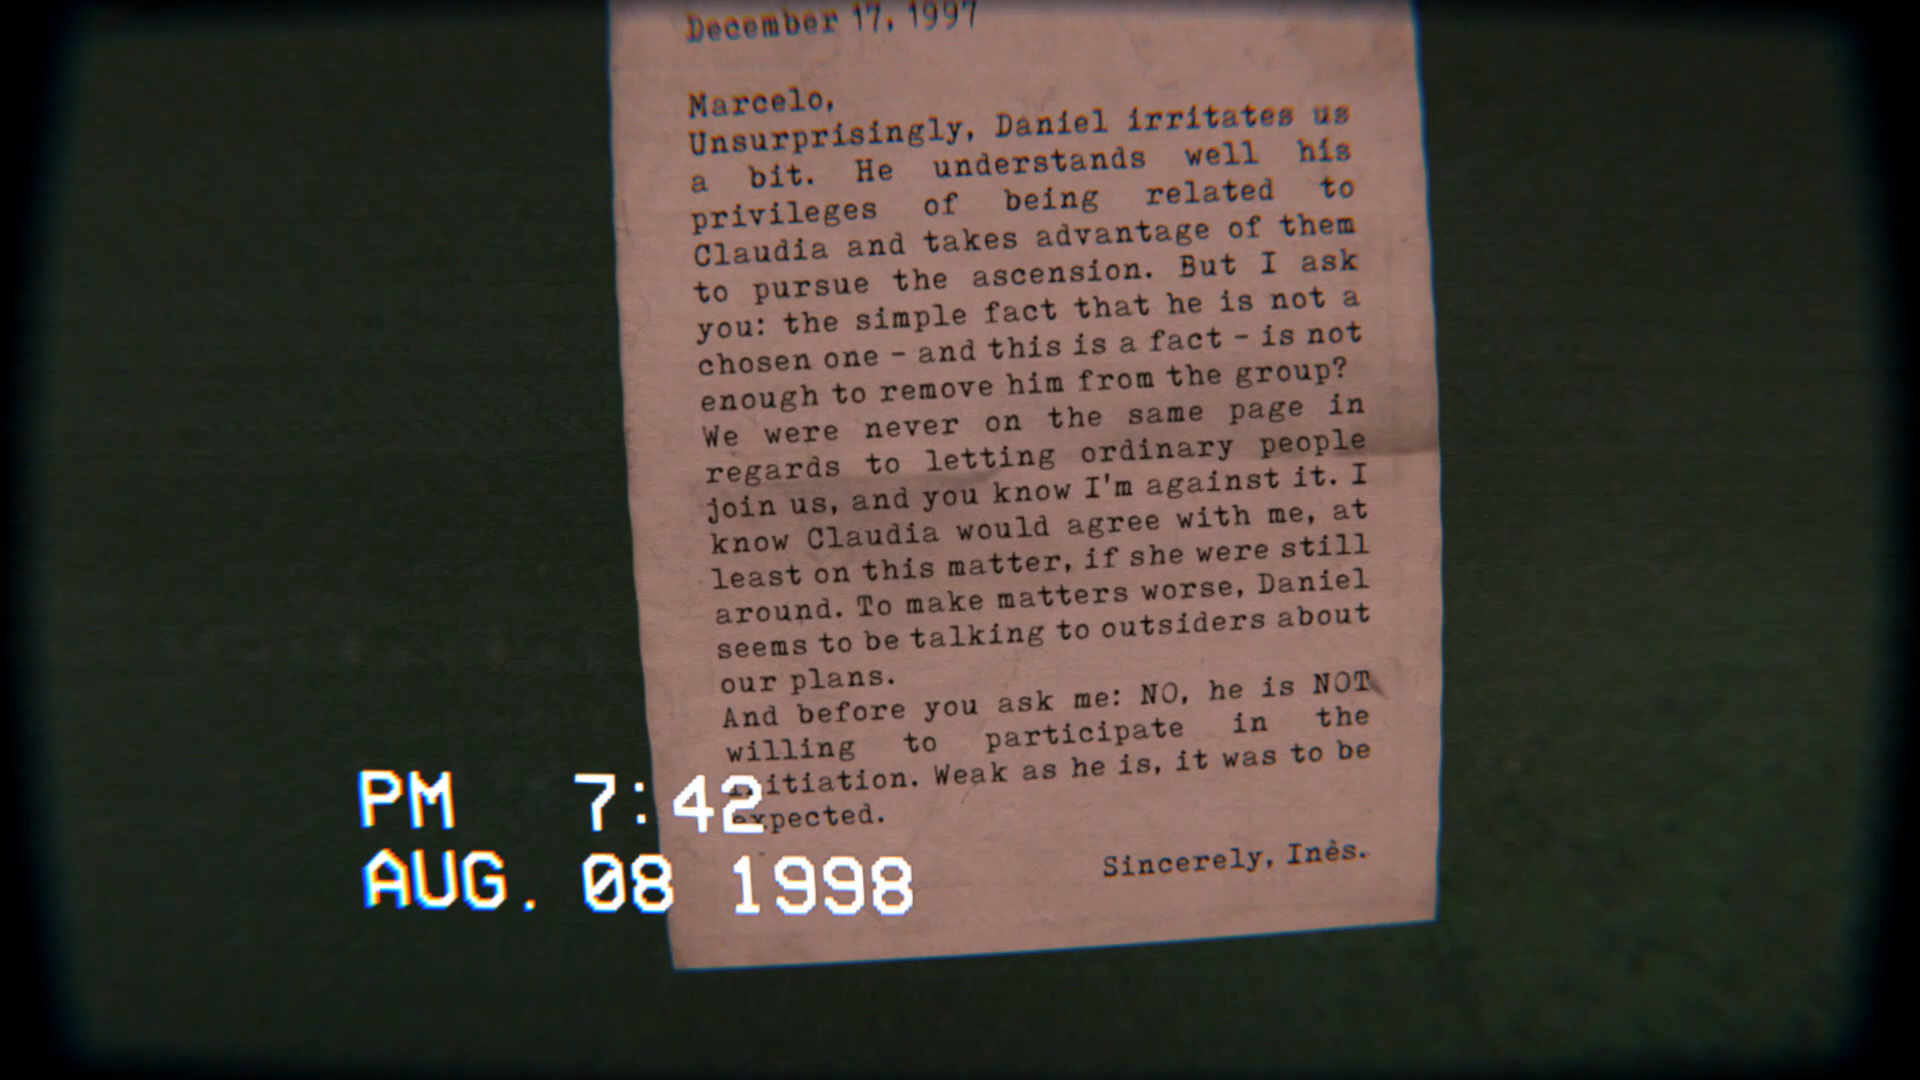 December 17, 1997
Marcelo,
Unsurprisingly, Daniel irritates us
a bit. He understands well his
privileges of being related to
Claudia and takes advantage of them
to pursue the ascension. But I ask
you: the simple fact that he is not a
chosen one - and this is a fact - is not
enough to remove him from the group?
We were never on the same page in
regards to letting ordinary people
join us, and you know I'm against it. I
know Claudia would agree with me, at
least on this matter, if she were still
around. To make matters worse, Daniel
seems to be talking to outsiders about
our plans.
And before you ask me: NO, he is NOT
willing to participate in the
initiation. Weak as he is, it was to be
expected.
Sincerely, Inês.
PM 7:42
AUG. 08 1998